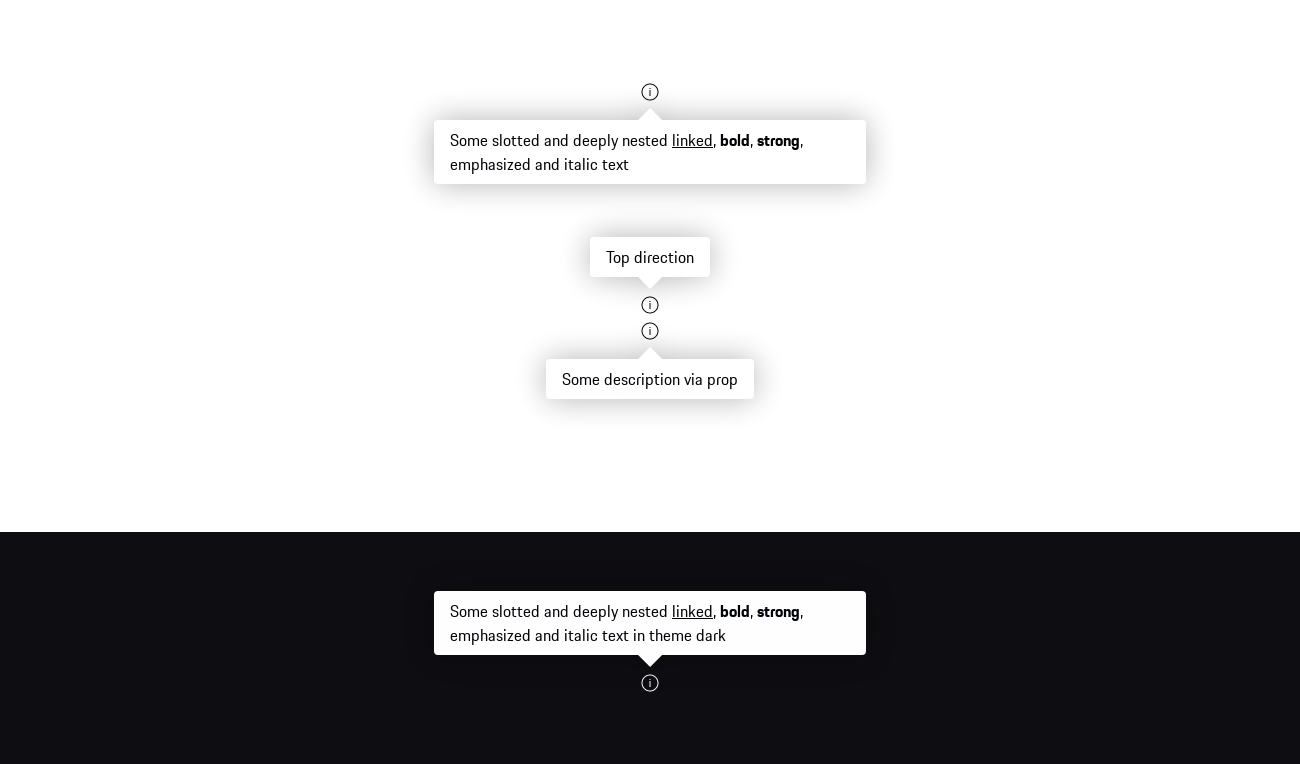 Some slotted and deeply nested linked, bold, strong,
emphasized and italic text
Top direction
Some description via prop
Some slotted and deeply nested linked, bold, strong,
emphasized and italic text in theme dark